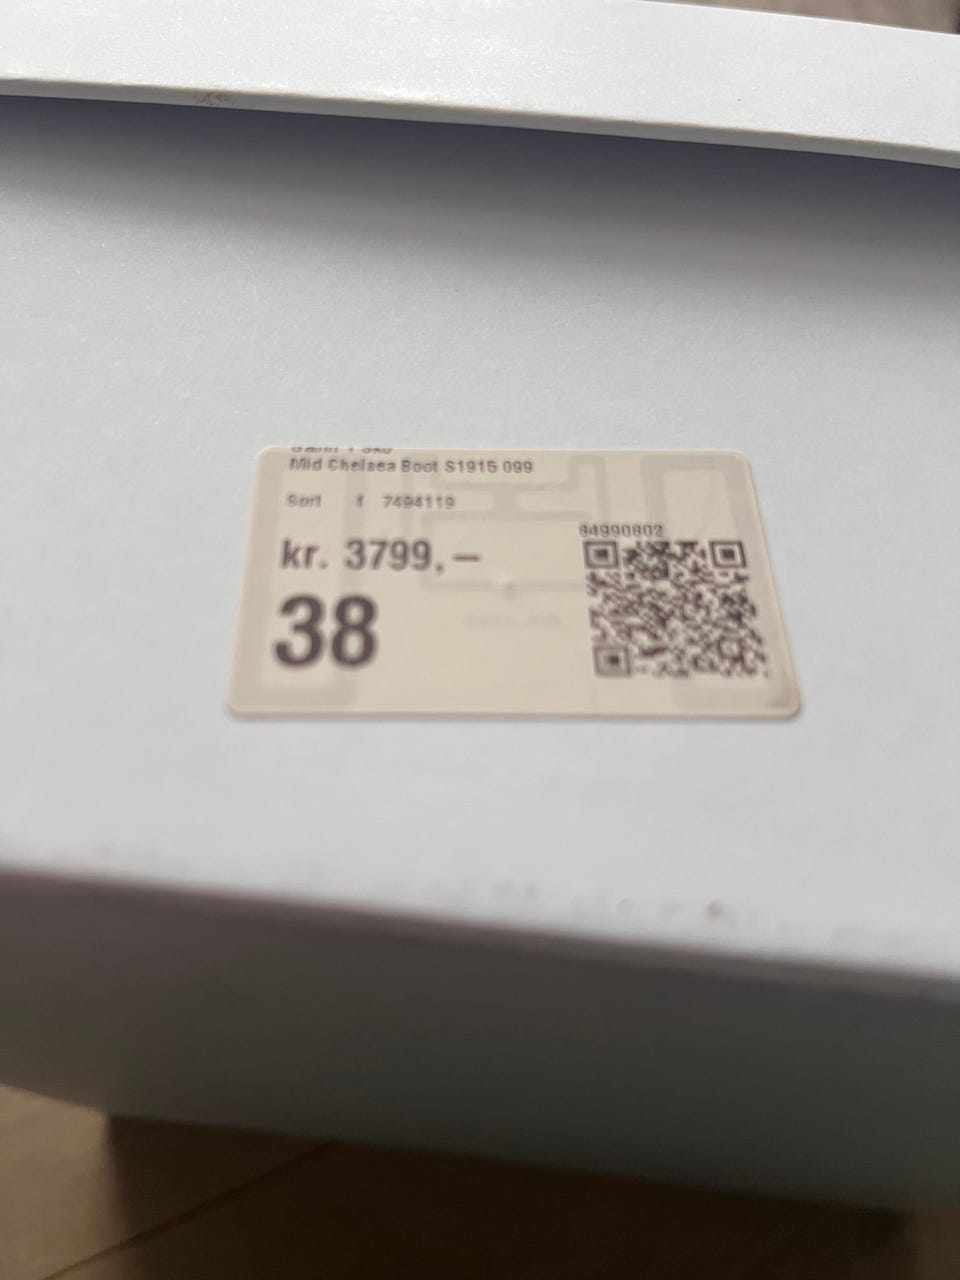 Mid Chelsea Boot S1915 099
Sort f 7494119
84990802
kr. 3799,–
38